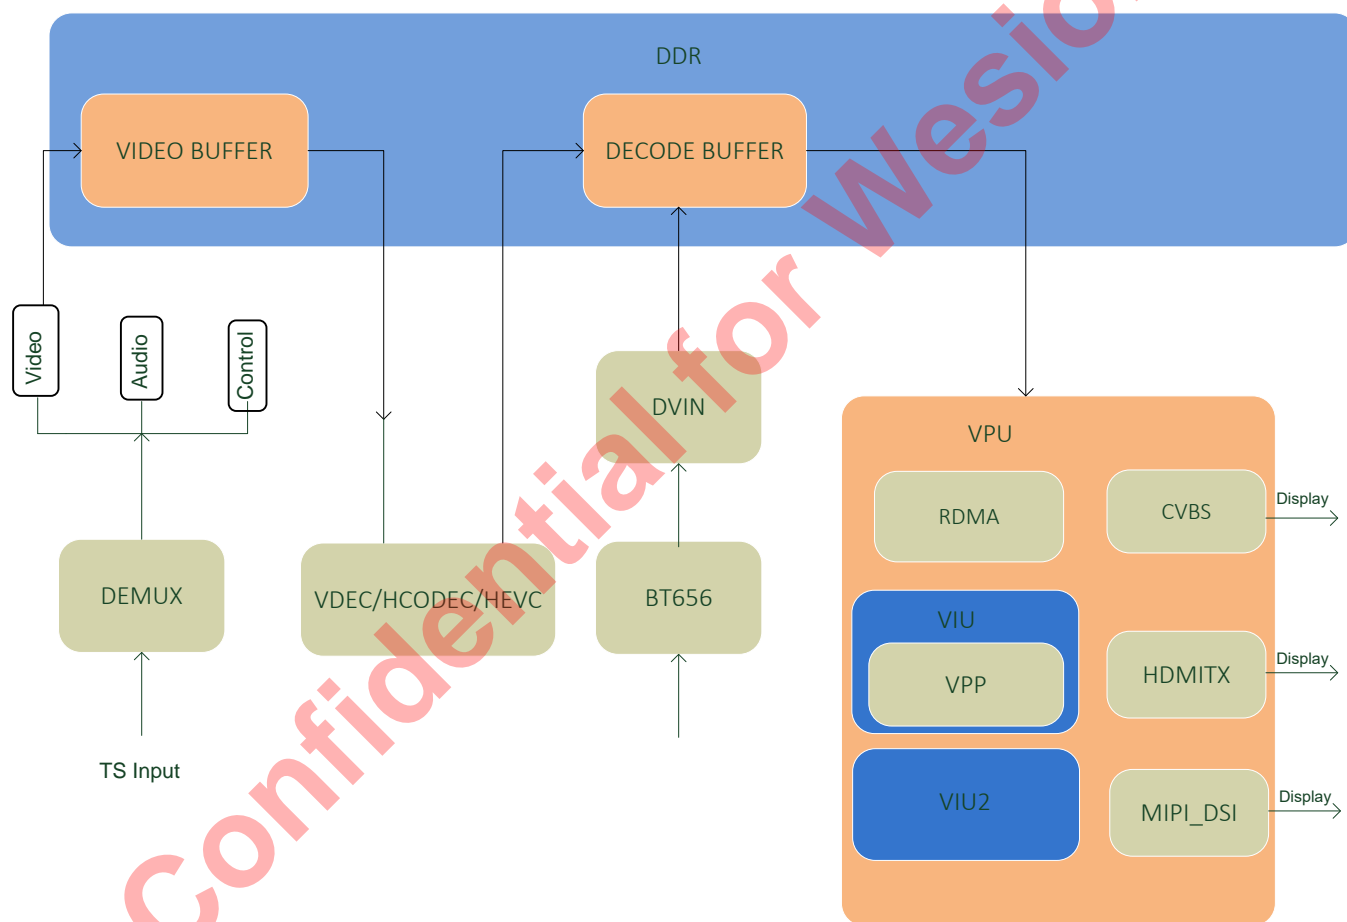 DDR
VIDEO BUFFER
DECODE BUFFER
Video
Audio
Control
DVIN
VPU
RDMA
CVBS
Display
DEMUX
VDEC/HCODEC/HEVC
BT656
VIU
VPP
HDMITX
Display
TS Input
VIU2
MIPI_DSI
Display
Confidential for Wesion